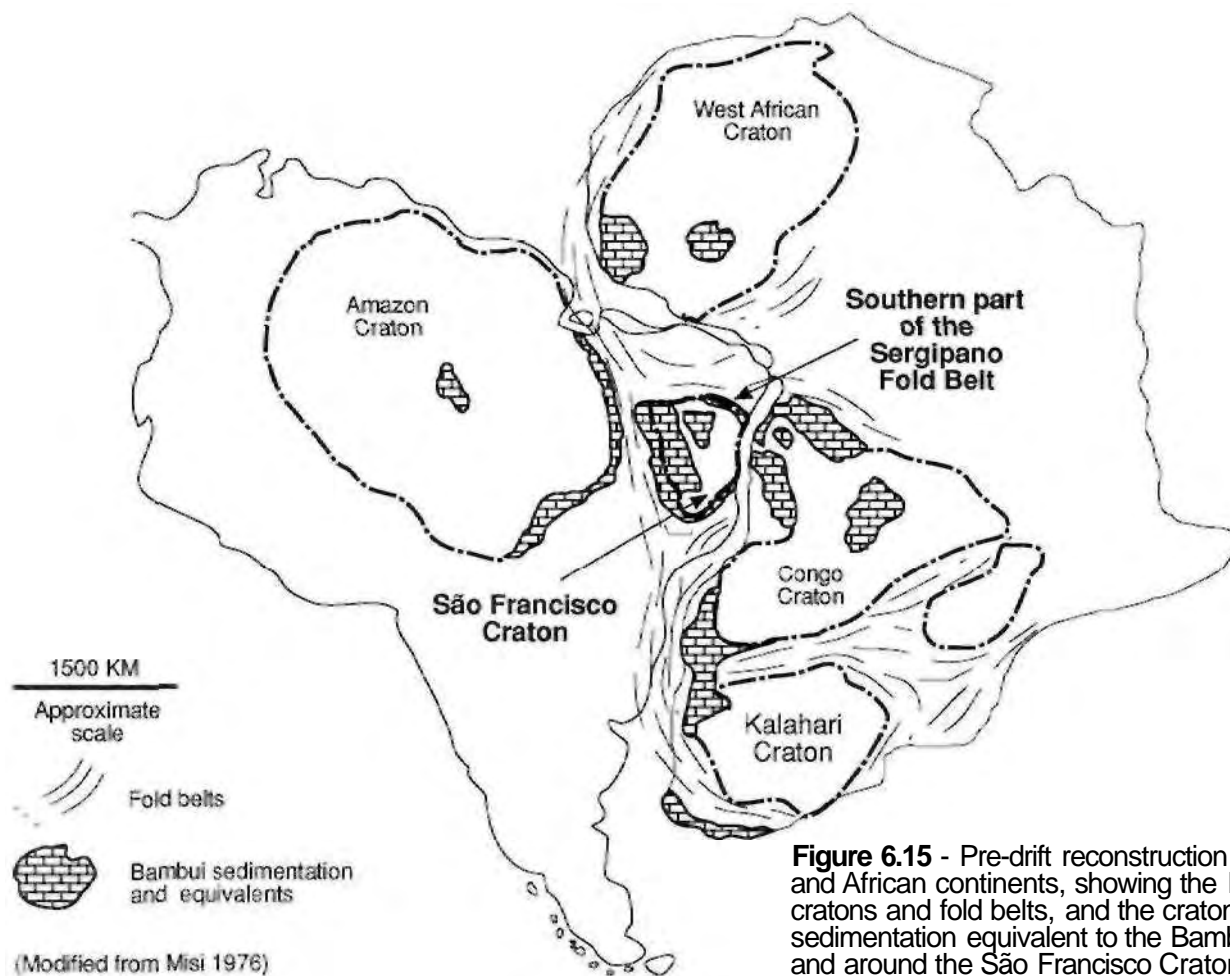 West African
Craton
Amazon
Craton
Southern part
of the
Sergipano
Fold Belt
São Francisco
Craton
Congo
Craton
Kalahari
Craton
1500 KM
Approximate
scale
Fold belts
Bambui sedimentation
and equivalents
(Modified from Misi 1976)
Figure 6.15 - Pre-drift reconstruction
and African continents, showing the
cratons and fold belts, and the craton
sedimentation equivalent to the Bamb
and around the São Francisco Craton